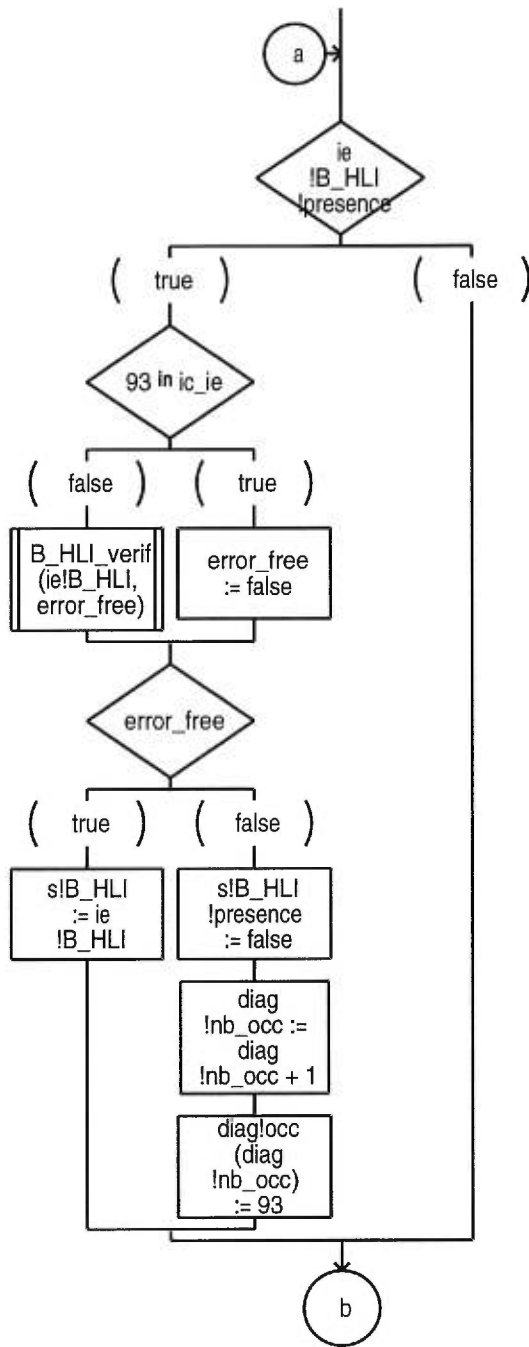 a
ie
!B_HLI
!presence
( true )
( false )
93 in ic_ie
( false )
( true )
B_HLI_verif
(ie!B_HLI,
error_free)
error_free
:= false
error_free
( true )
( false )
s!B_HLI
:= ie
!B_HLI
s!B_HLI
!presence
:= false
diag
!nb_occ :=
diag
!nb_occ + 1
diag!occ
(diag
!nb_occ)
:= 93
b